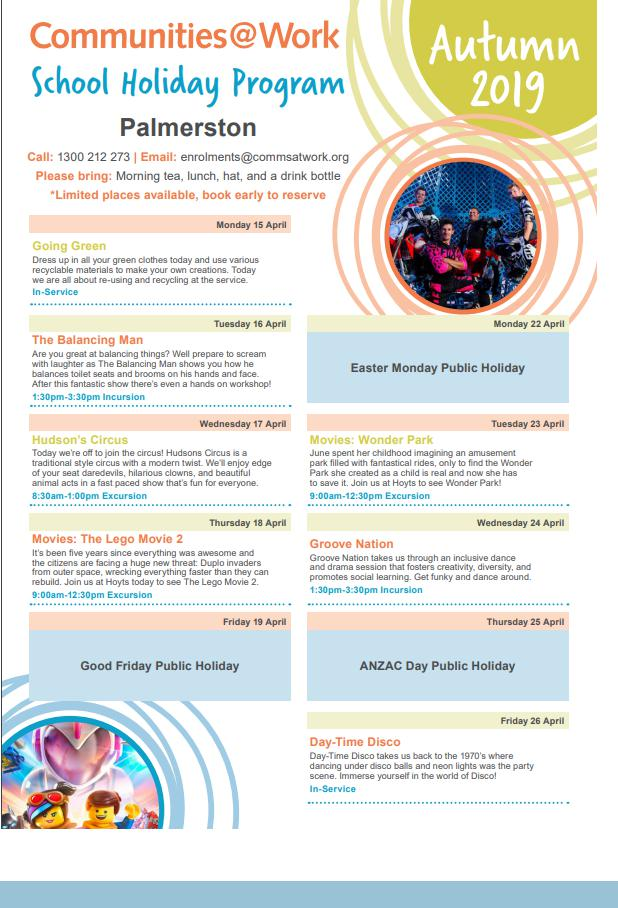 Communities@Work
School Holiday Program
Autumn
2019
Palmerston
Call: 1300 212 273 | Email: enrolments@commsatwork.org
Please bring: Morning tea, lunch, hat, and a drink bottle
*Limited places available, book early to reserve
Monday 15 April
Going Green
Dress up in all your green clothes today and use various
recyclable materials to make your own creations. Today
we are all about re-using and recycling at the service.
In-Service
Tuesday 16 April
The Balancing Man
Are you great at balancing things? Well prepare to scream
with laughter as The Balancing Man shows you how he
balances toilet seats and brooms on his hands and face.
After this fantastic show there's even a hands on workshop!
1:30pm-3:30pm Incursion
Wednesday 17 April
Hudson's Circus
Today we're off to join the circus! Hudsons Circus is a
traditional style circus with a modern twist. We'll enjoy edge
of your seat daredevils, hilarious clowns, and beautiful
animal acts in a fast paced show that's fun for everyone.
8:30am-1:00pm Excursion
Thursday 18 April
Movies: The Lego Movie 2
It's been five years since everything was awesome and
the citizens are facing a huge new threat: Duplo invaders
from outer space, wrecking everything faster than they can
rebuild. Join us at Hoyts today to see The Lego Movie 2.
9:00am-12:30pm Excursion
Friday 19 April
Good Friday Public Holiday
Monday 22 April
Easter Monday Public Holiday
Tuesday 23 April
Movies: Wonder Park
June spent her childhood imagining an amusement
park filled with fantastical rides, only to find the Wonder
Park she created as a child is real and now she has
to save it. Join us at Hoyts to see Wonder Park!
9:00am-12:30pm Excursion
Wednesday 24 April
Groove Nation
Groove Nation takes us through an inclusive dance
and drama session that fosters creativity, diversity, and
promotes social learning. Get funky and dance around.
1:30pm-3:30pm Incursion
Thursday 25 April
ANZAC Day Public Holiday
Friday 26 April
Day-Time Disco
Day-Time Disco takes us back to the 1970's where
dancing under disco balls and neon lights was the party
scene. Immerse yourself in the world of Disco!
In-Service